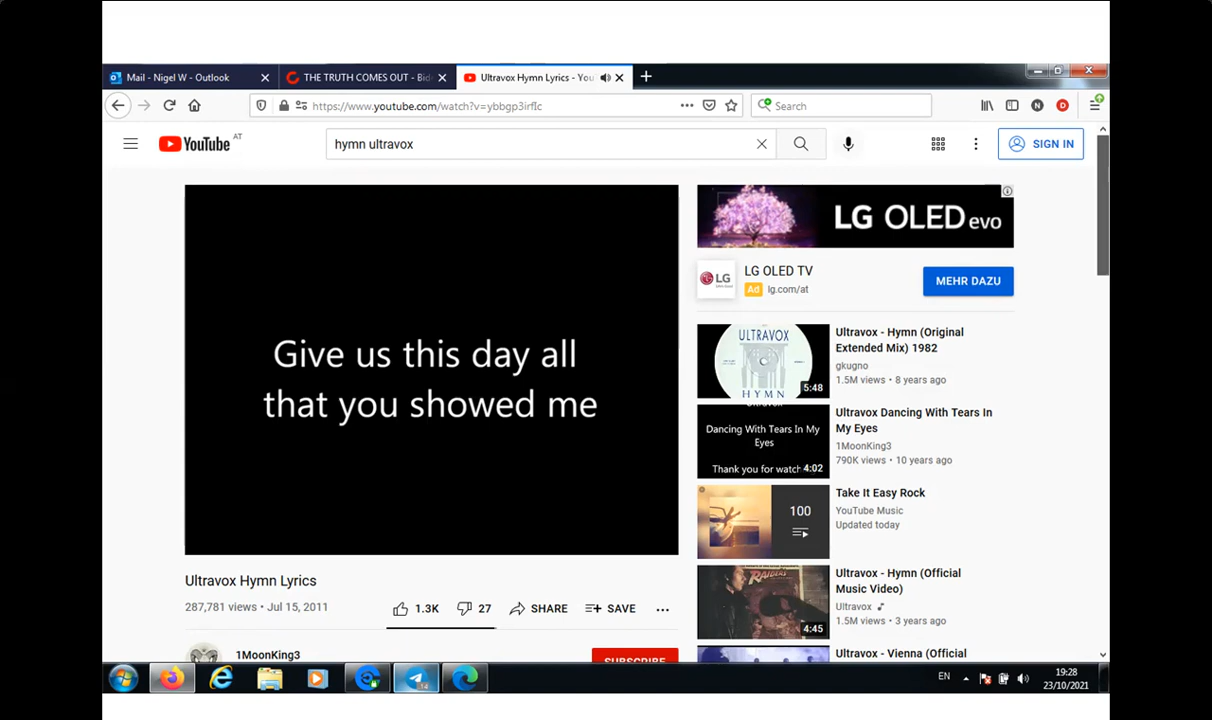 Mail - Nigel W - Outlook
THE TRUTH COMES OUT - Bid
Ultravox Hymn Lyrics - You
https://www.youtube.com/watch?v=ybbgp3irfIc
Search
YouTube AT
hymn ultravox
SIGN IN
Give us this day all
that you showed me
LG OLED evo
LG
LG OLED TV
Ad lg.com/at
MEHR DAZU
ULTRAVOX
HYMN
5:48
Ultravox - Hymn (Original
Extended Mix) 1982
gkugno
1.5M views • 8 years ago
Dancing With Tears In My
Eyes
Thank you for watch
4:02
Ultravox Dancing With Tears In
My Eyes
1MoonKing3
790K views • 10 years ago
100
Take It Easy Rock
YouTube Music
Updated today
RAIDERS
4:45
Ultravox - Hymn (Official
Music Video)
Ultravox
1.5M views • 3 years ago
Ultravox - Vienna (Official
Ultravox Hymn Lyrics
287,781 views • Jul 15, 2011
1.3K
27
SHARE
SAVE
1MoonKing3
SUBSCRIBE
14
EN
19:28
23/10/2021